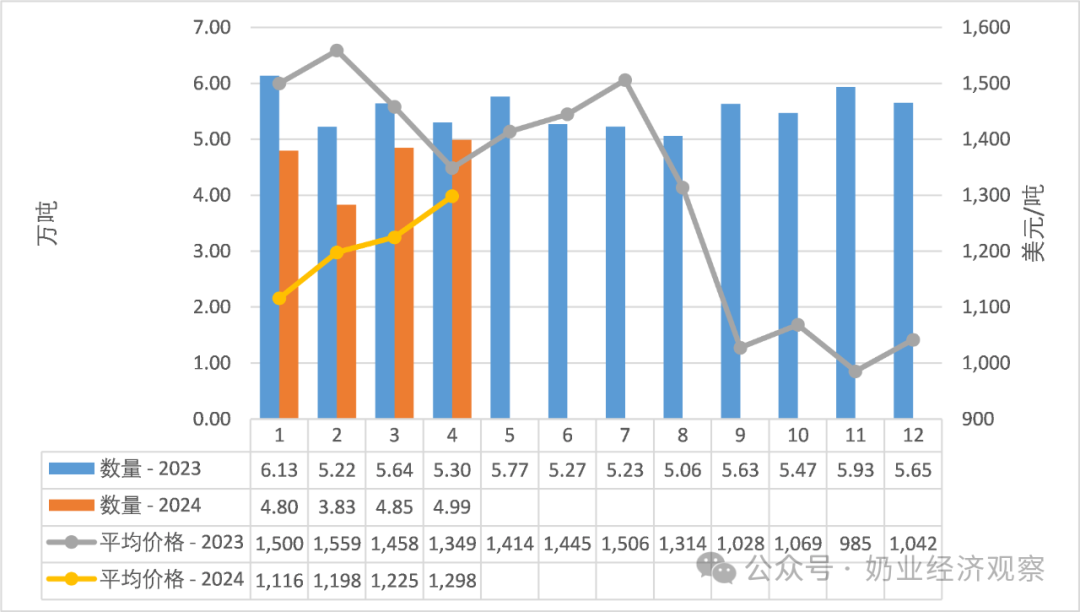 7.00
6.00
5.00
4.00
3.00
2.00
1.00
0.00
万吨
1,600
1,500
1,400
1,300
1,200
1,100
1,000
900
美元/吨
1 2 3 4 5 6 7 8 9 10 11 12
数量 - 2023 6.13 5.22 5.64 5.30 5.77 5.27 5.23 5.06 5.63 5.47 5.93 5.65
数量 - 2024 4.80 3.83 4.85 4.99
平均价格 - 2023 1,500 1,559 1,458 1,349 1,414 1,445 1,506 1,314 1,028 1,069 985 1,042
平均价格 - 2024 1,116 1,198 1,225 1,298
公众号 · 奶业经济观察